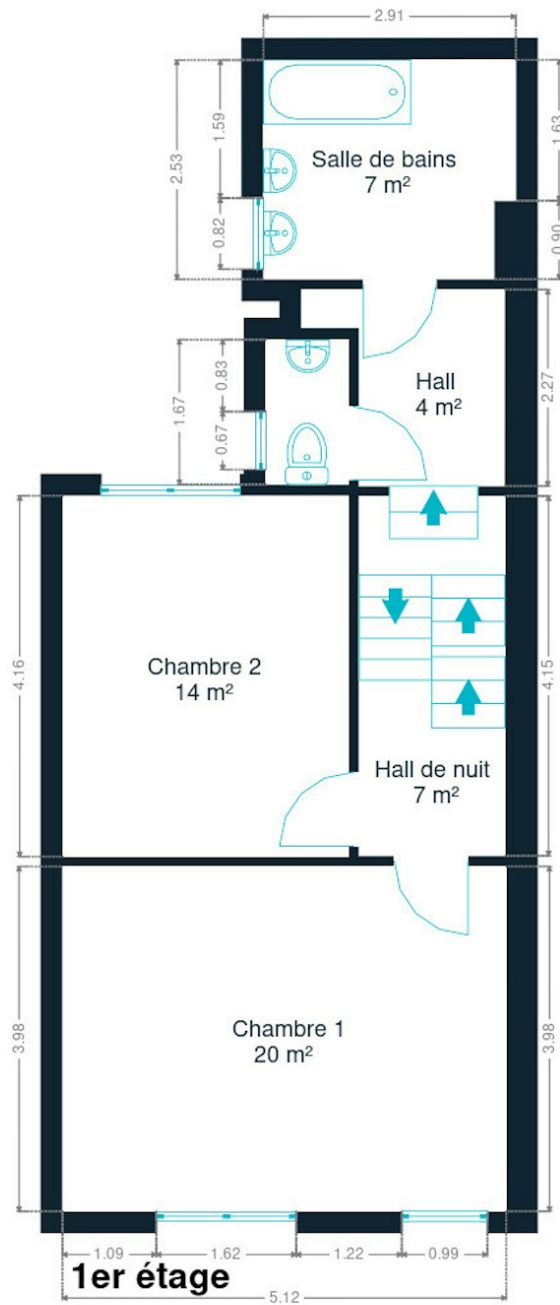 2.91
Salle de bains
7 m²
2.53
1.59
0.82
1.63
0.90
Hall
4 m²
2.27
1.67
0.83
0.67
Chambre 2
14 m²
4.16
4.15
Hall de nuit
7 m²
Chambre 1
20 m²
3.98
3.98
1.09
1.62
1.22
0.99
1er étage
5.12